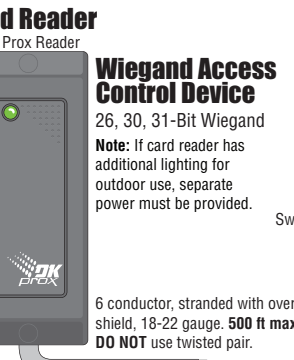 d Reader
Prox Reader
Wiegand Access
Control Device
26, 30, 31-Bit Wiegand
Note: If card reader has
additional lighting for
outdoor use, separate
power must be provided.
Sw
DK
prox
6 conductor, stranded with over
shield, 18-22 gauge. 500 ft max
DO NOT use twisted pair.